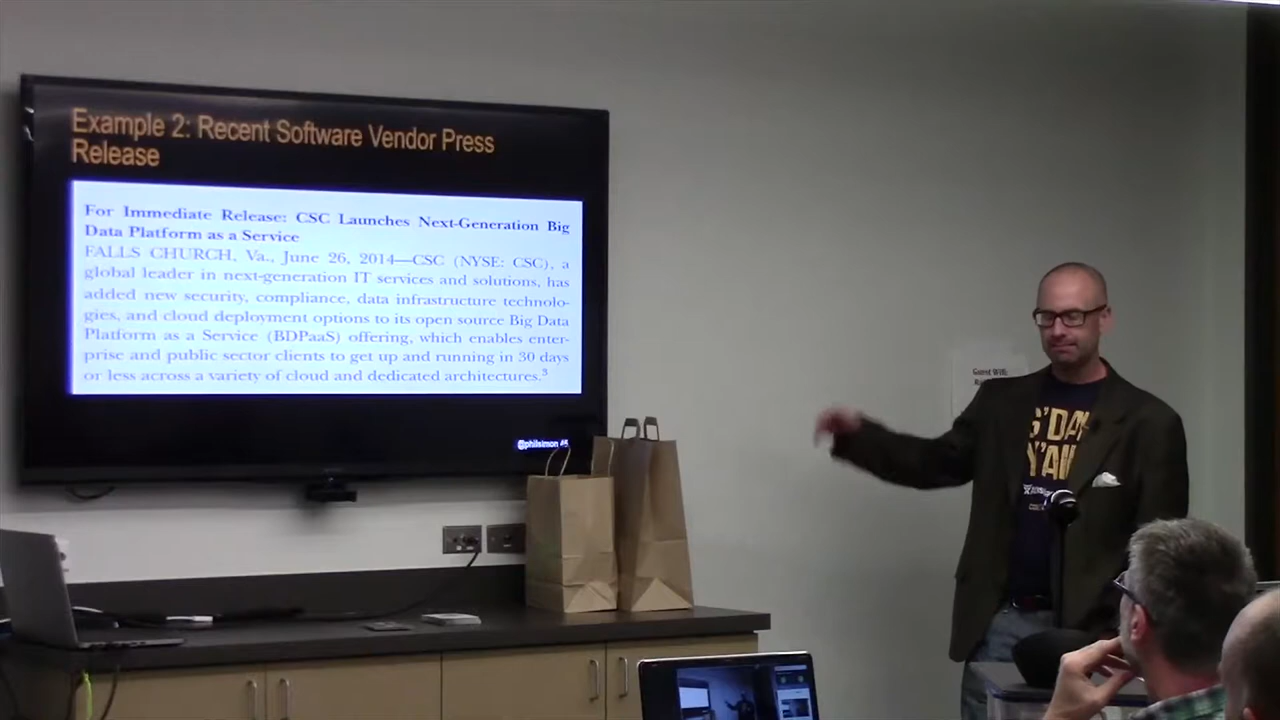 Example 2: Recent Software Vendor Press
Release
For Immediate Release: CSC Launches Next-Generation Big
Data Platform as a Service
FALLS CHURCH, Va., June 26, 2014—CSC (NYSE: CSC), a
global leader in next-generation IT services and solutions, has
added new security, compliance, data infrastructure technolo-
gies, and cloud deployment options to its open source Big Data
Platform as a Service (BDPaaS) offering, which enables enter-
prise and public sector clients to get up and running in 30 days
or less across a variety of cloud and dedicated architectures.3
@philsimon
Guest Wifi:
G'DAY
Y'ALL